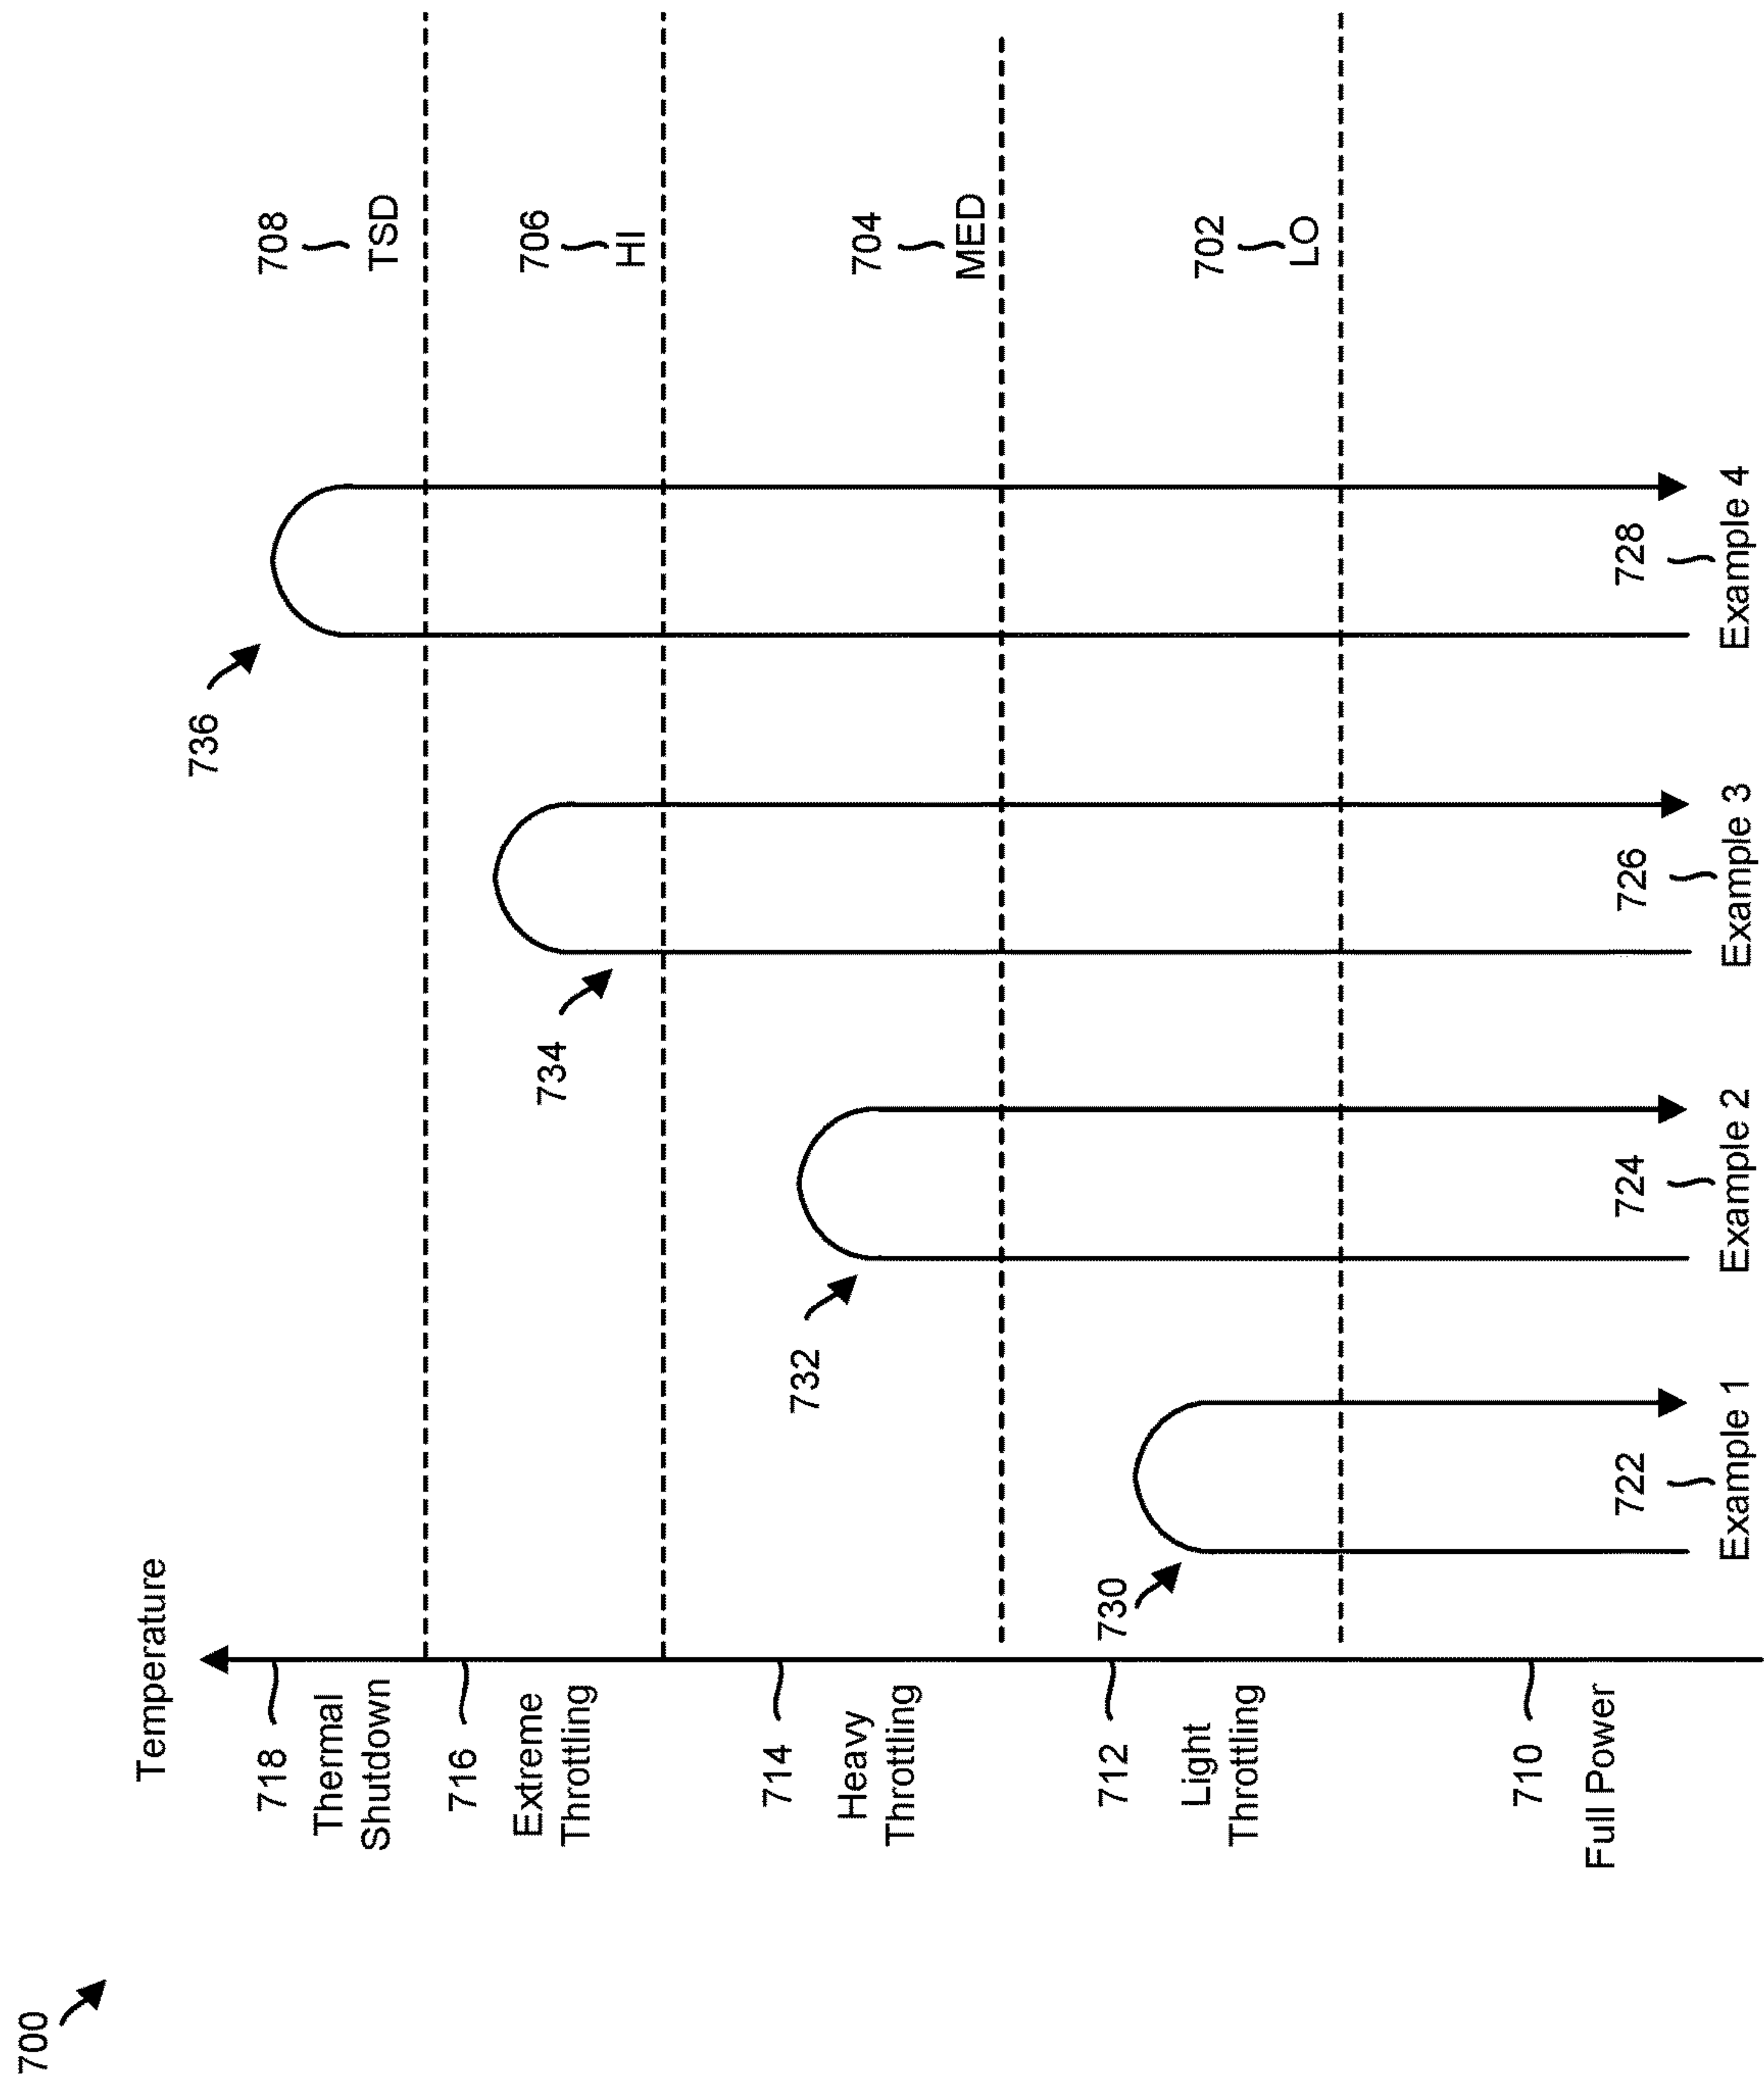 700
Temperature
718
Thermal
Shutdown
716
Extreme
Throttling
714
Heavy
Throttling
712
Light
Throttling
710
Full Power
736
734
732
730
708
TSD
706
HI
704
MED
702
LO
722
Example 1
724
Example 2
726
Example 3
728
Example 4